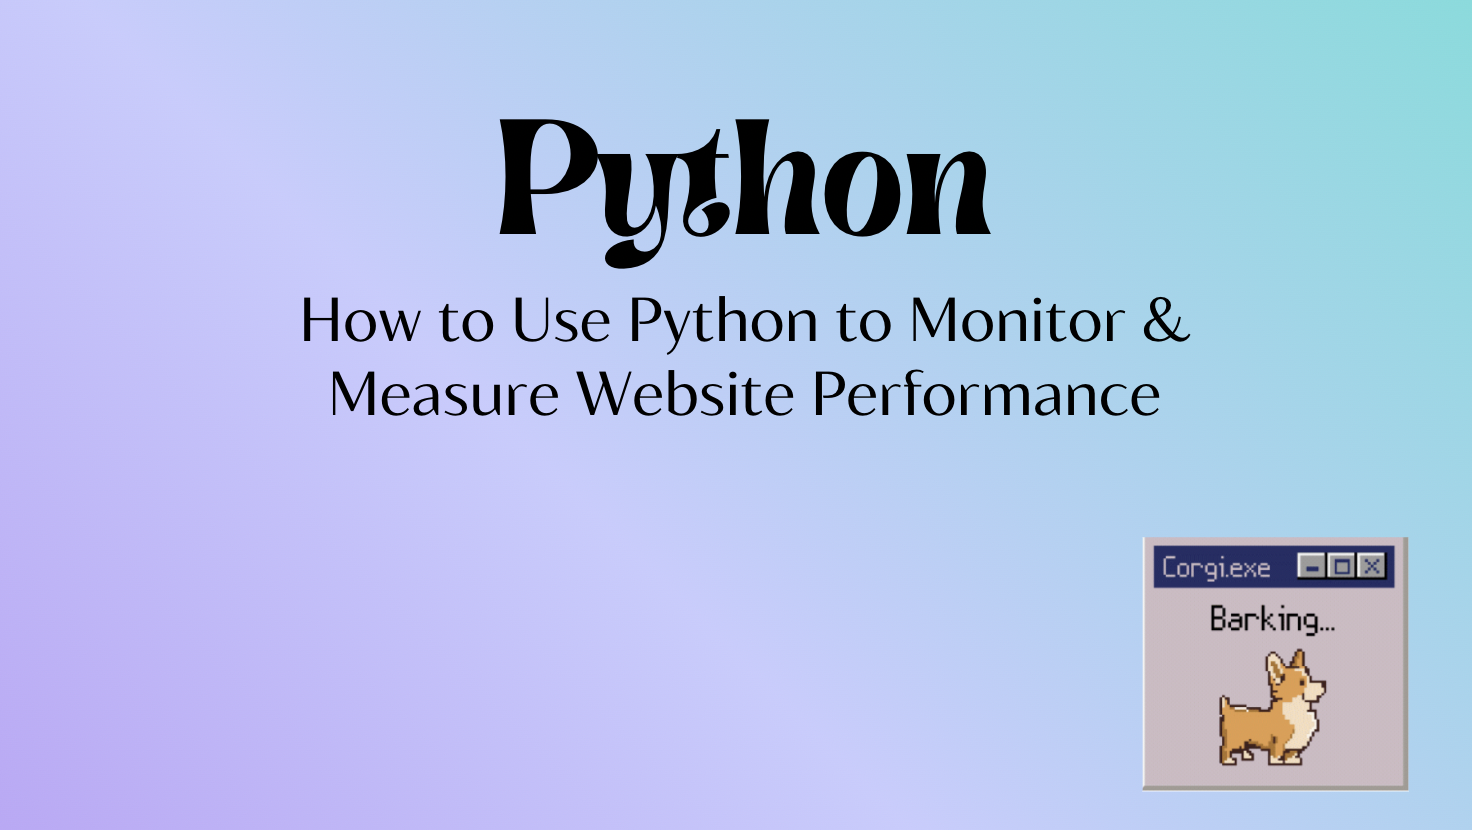 Python
How to Use Python to Monitor &
Measure Website Performance
Corgi.exe
Barking...